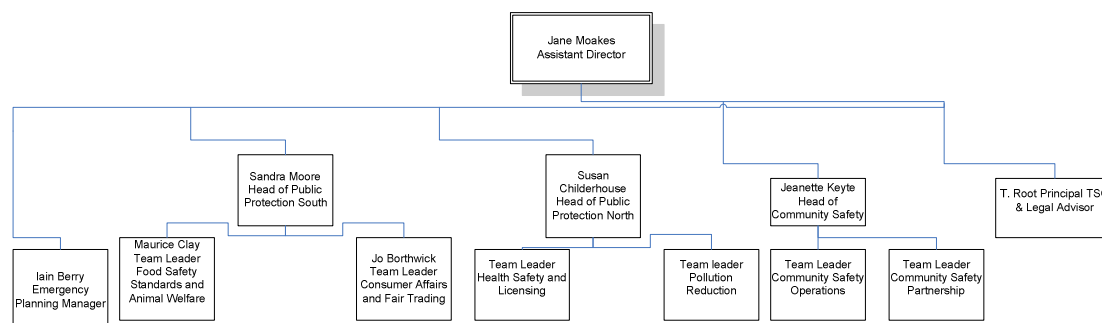 Jane Moakes
Assistant Director
Sandra Moore
Head of Public
Protection South
Susan
Childerhouse
Head of Public
Protection North
Jeanette Keyte
Head of
Community Safety
T. Root Principal TSO
& Legal Advisor
Iain Berry
Emergency
Planning Manager
Maurice Clay
Team Leader
Food Safety
Standards and
Animal Welfare
Jo Borthwick
Team Leader
Consumer Affairs
and Fair Trading
Team Leader
Health Safety and
Licensing
Team leader
Pollution
Reduction
Team Leader
Community Safety
Operations
Team Leader
Community Safety
Partnership